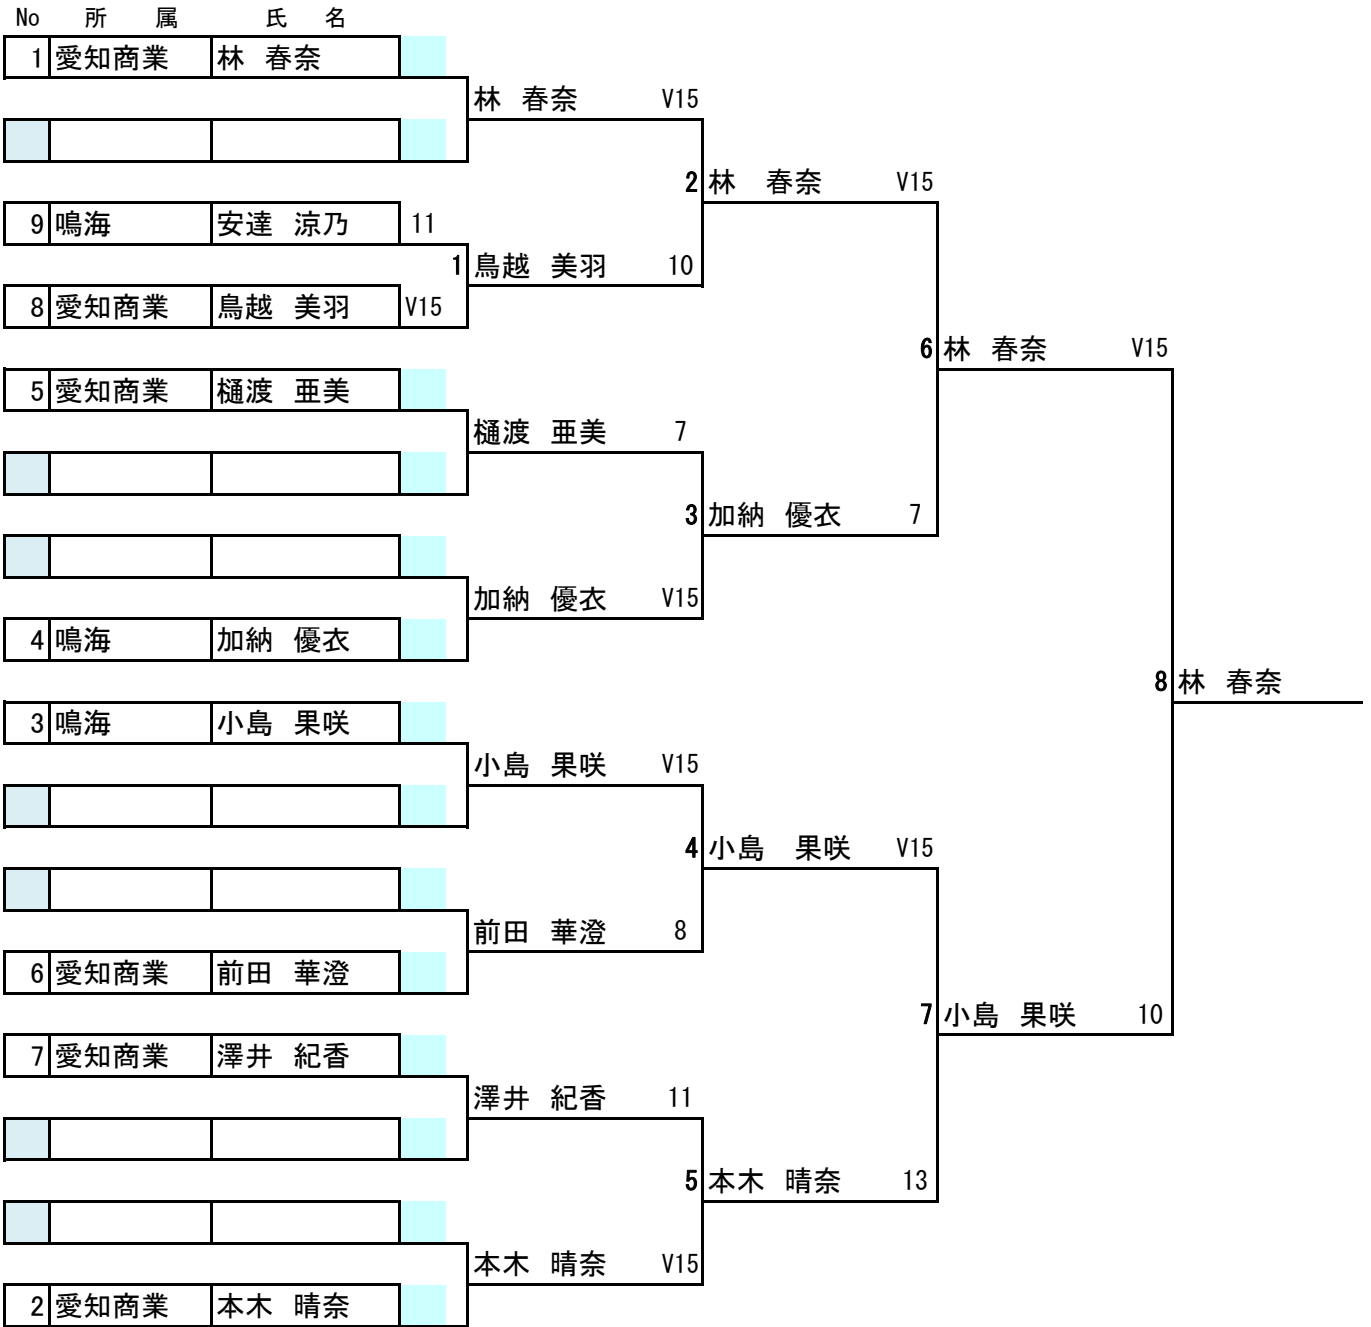 No 所　属 氏　名
1 愛知商業 林　春奈
林　春奈 V15
2 林　春奈 V15
9 鳴海 安達　涼乃 11
1 鳥越　美羽 10
8 愛知商業 鳥越　美羽 V15
6 林　春奈 V15
5 愛知商業 樋渡　亜美
樋渡　亜美 7
3 加納　優衣 7
加納　優衣 V15
4 鳴海 加納　優衣
8 林　春奈
3 鳴海 小島　果咲
小島　果咲 V15
4 小島　果咲 V15
前田　華澄 8
6 愛知商業 前田　華澄
7 小島　果咲 10
7 愛知商業 澤井　紀香
澤井　紀香 11
5 本木　晴奈 13
本木　晴奈 V15
2 愛知商業 本木　晴奈